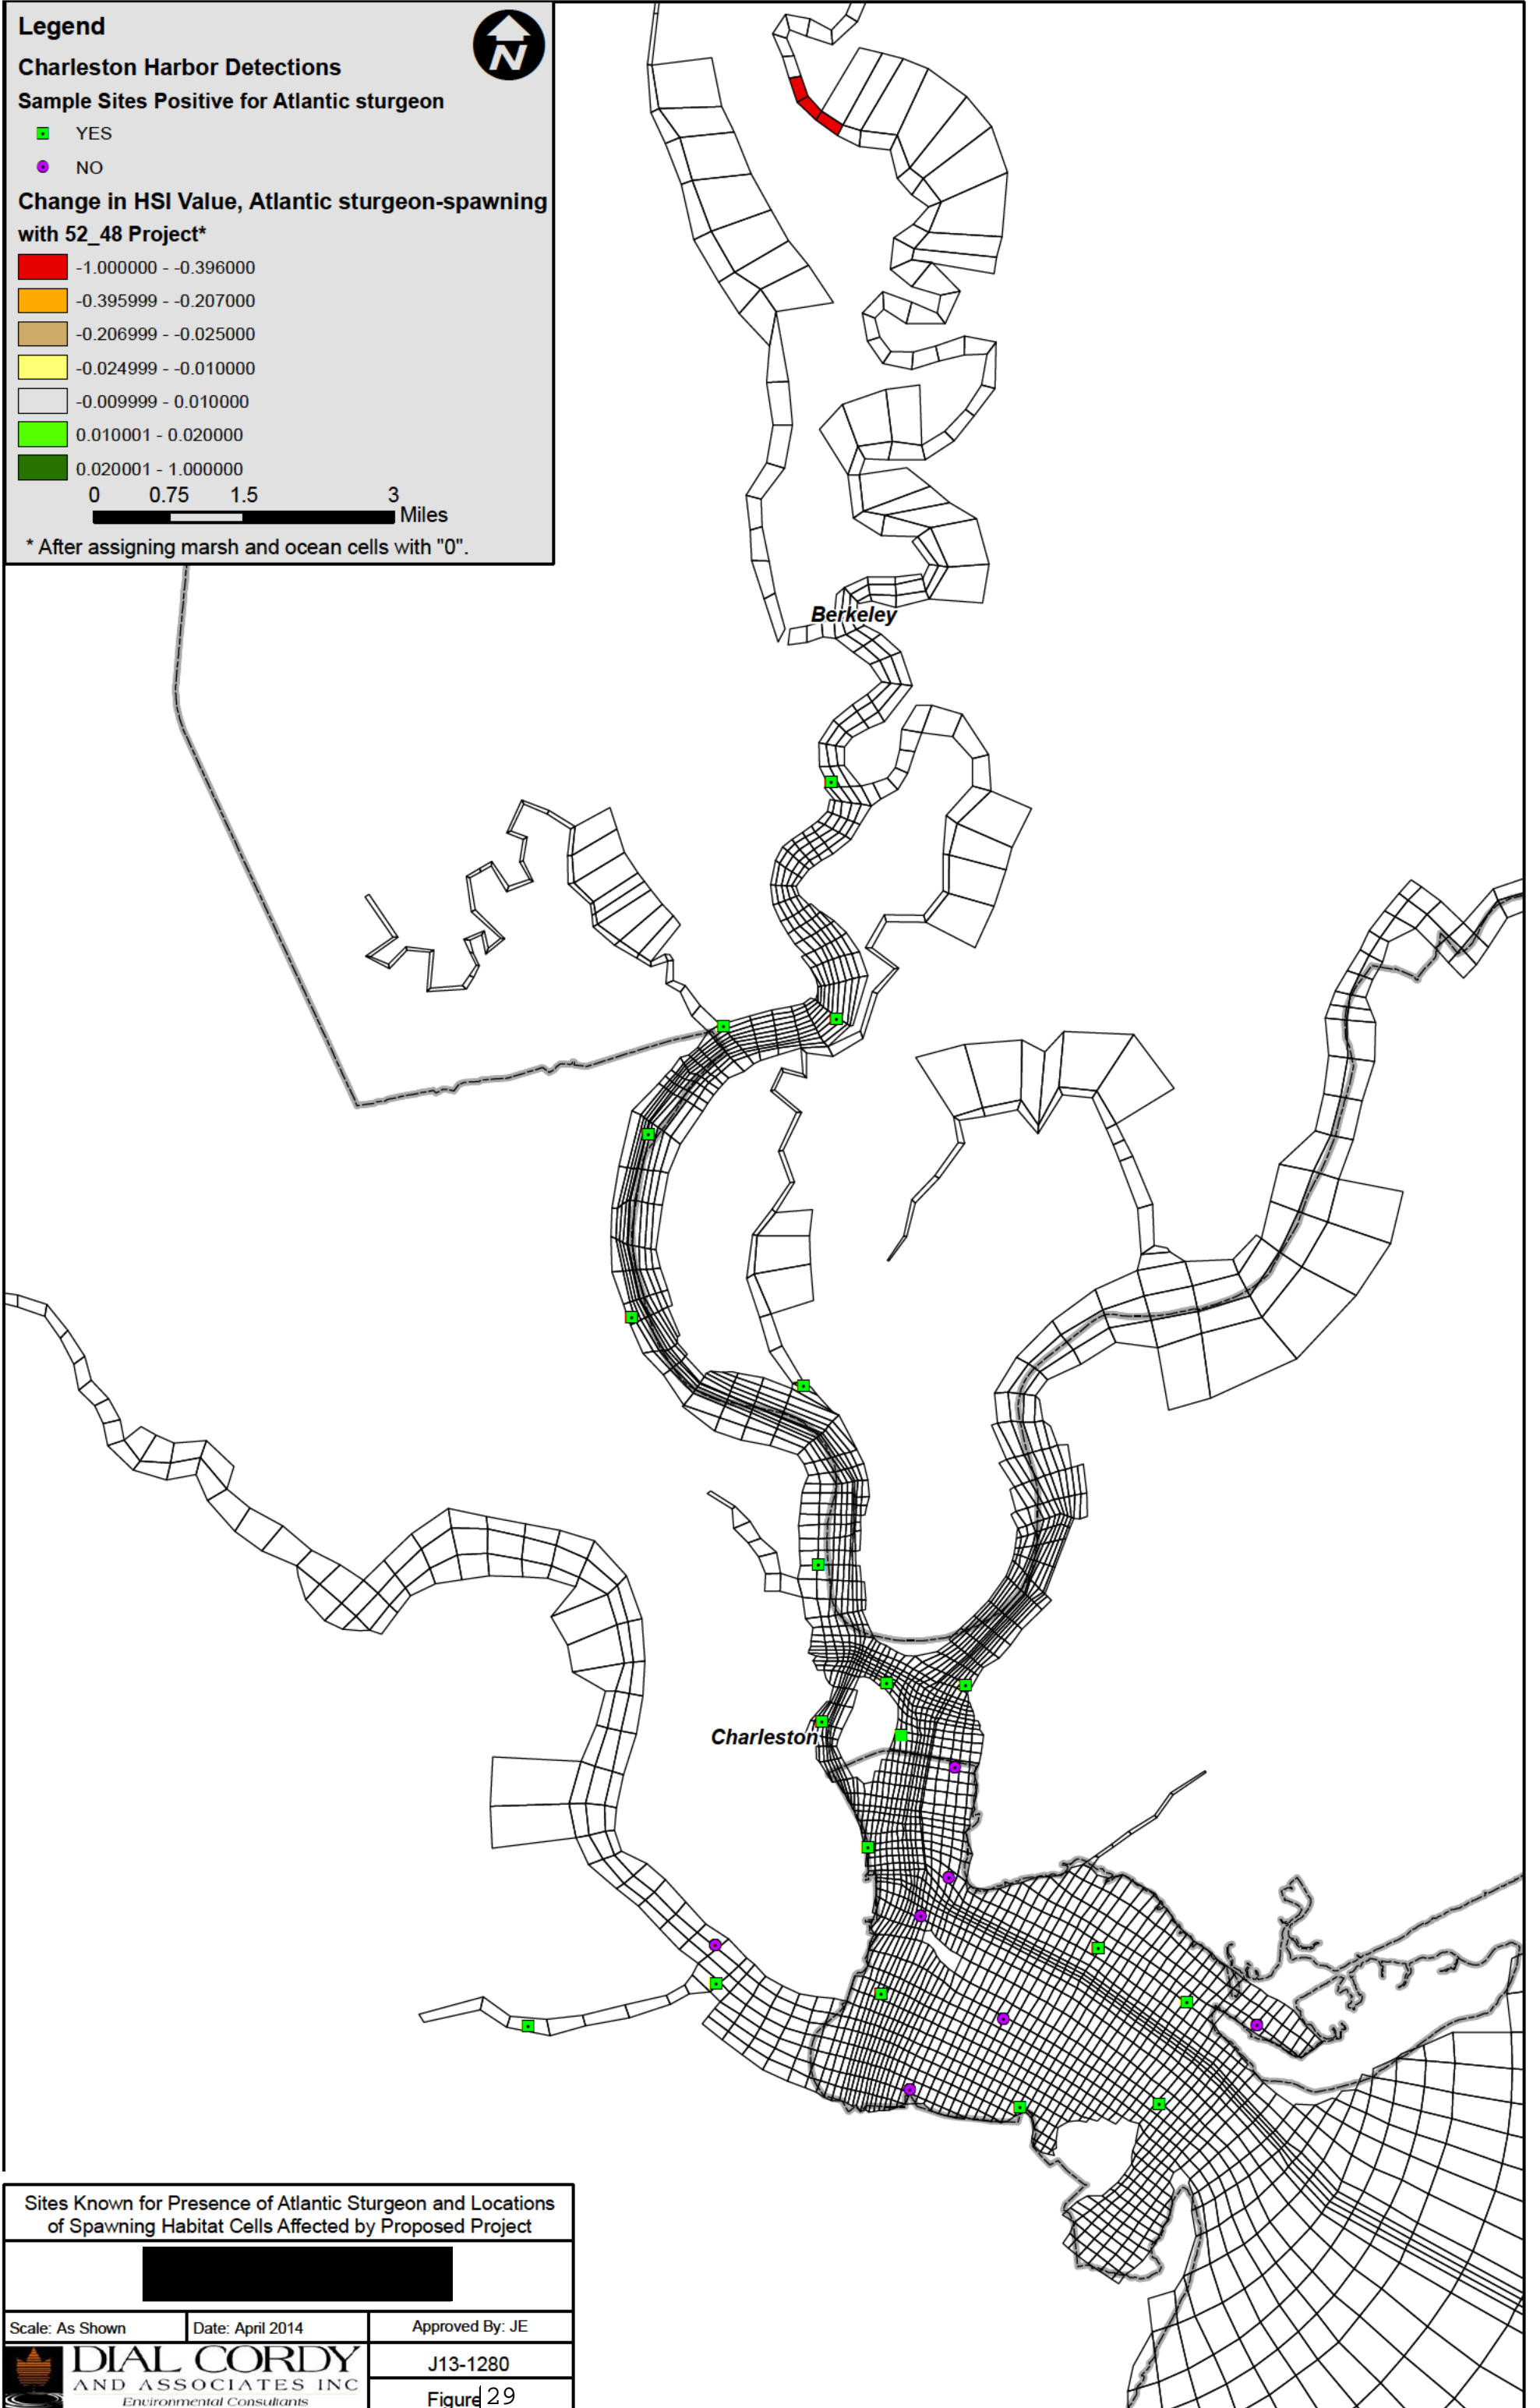 Legend
N
Charleston Harbor Detections
Sample Sites Positive for Atlantic sturgeon
YES
NO
Change in HSI Value, Atlantic sturgeon-spawning
with 52_48 Project*
-1.000000 - -0.396000
-0.395999 - -0.207000
-0.206999 - -0.025000
-0.024999 - -0.010000
-0.009999 - 0.010000
0.010001 - 0.020000
0.020001 - 1.000000
0 0.75 1.5 3
Miles
* After assigning marsh and ocean cells with "0".
Berkeley
Charleston
Sites Known for Presence of Atlantic Sturgeon and Locations
of Spawning Habitat Cells Affected by Proposed Project
Scale: As Shown
Date: April 2014
Approved By: JE
DIAL CORDY
AND ASSOCIATES INC
Environmental Consultants
J13-1280
Figure 29